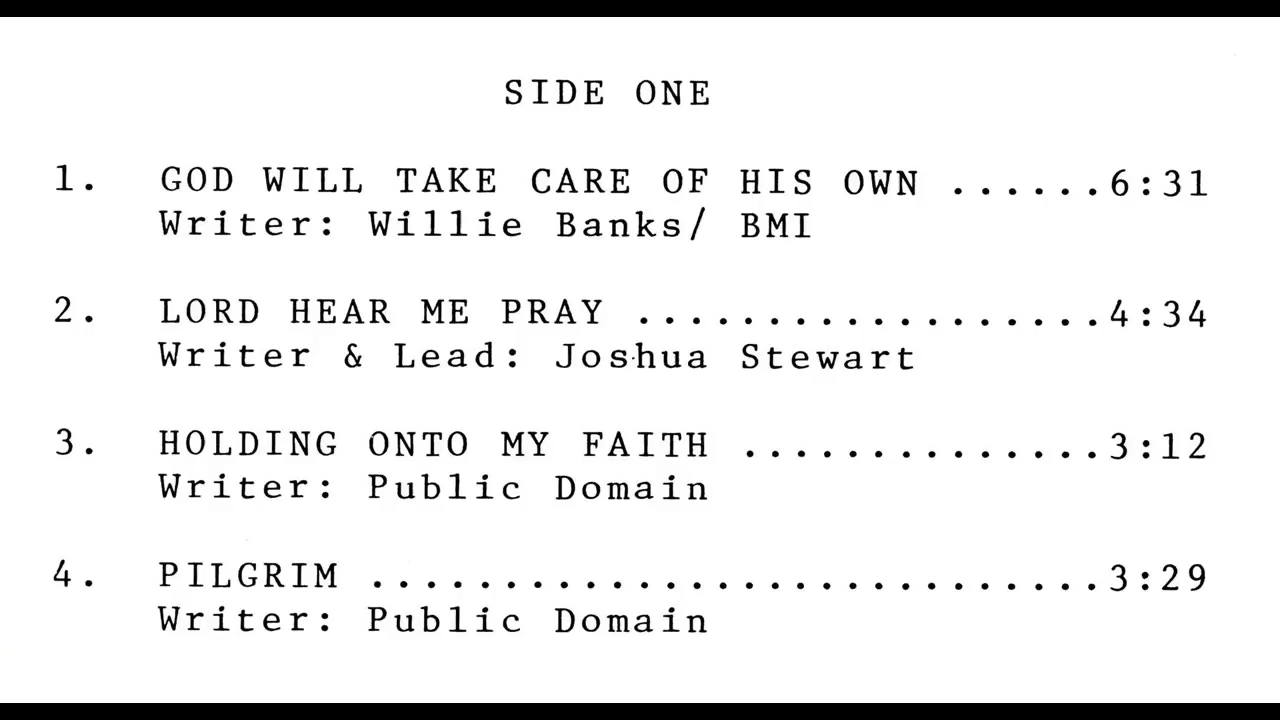 SIDE ONE
1. GOD WILL TAKE CARE OF HIS OWN ......6:31
Writer: Willie Banks/ BMI
2. LORD HEAR ME PRAY ..................4:34
Writer & Lead: Joshua Stewart
3. HOLDING ONTO MY FAITH ..............3:12
Writer: Public Domain
4. PILGRIM ............................3:29
Writer: Public Domain